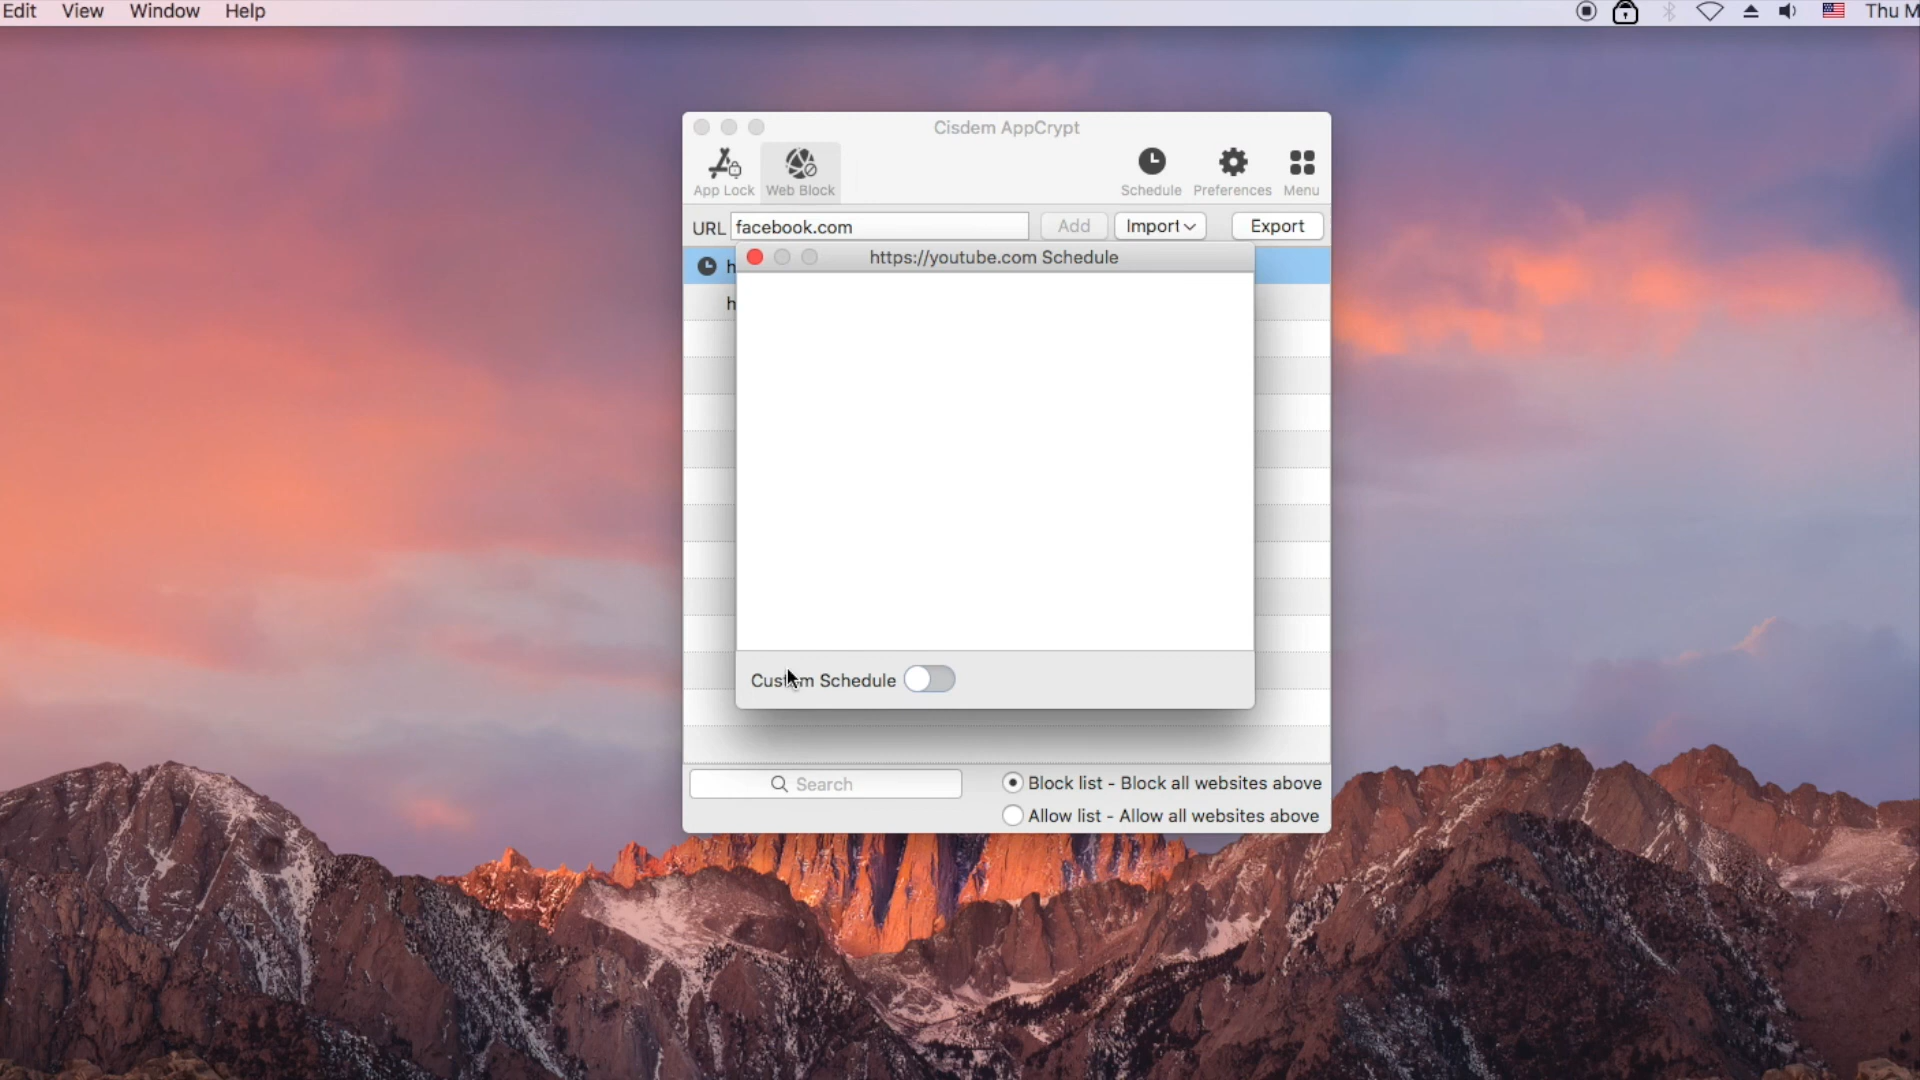 Edit View Window Help Thu M
Cisdem AppCrypt
App Lock Web Block Schedule Preferences Menu
URL facebook.com Add Import Export
https://youtube.com Schedule
h
h
Custom Schedule
Search
Block list - Block all websites above
Allow list - Allow all websites above